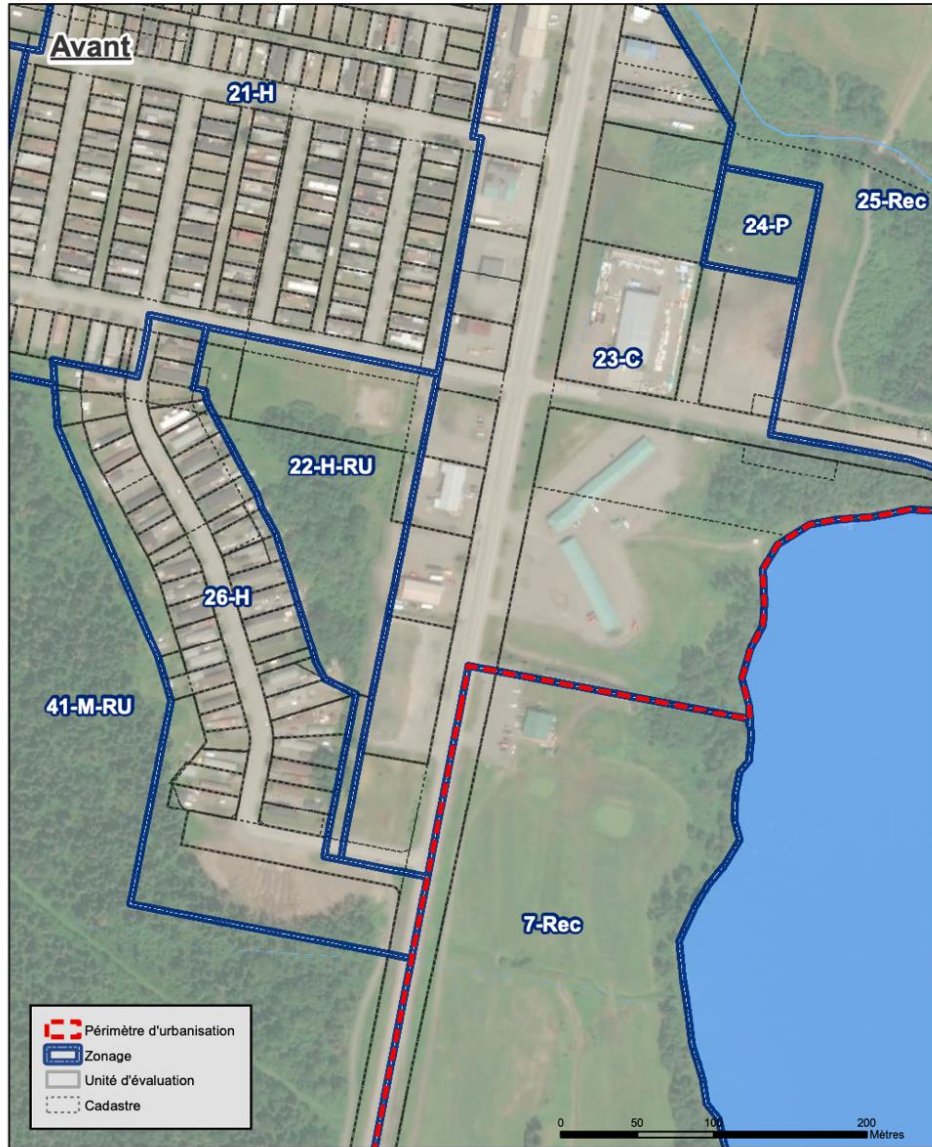 Avant
21-H
25-Rec
24-P
23-C
22-H-RU
26-H
41-M-RU
7-Rec
Périmètre d'urbanisation
Zonage
Unité d'évaluation
Cadastre
0 50 100 200
Mètres